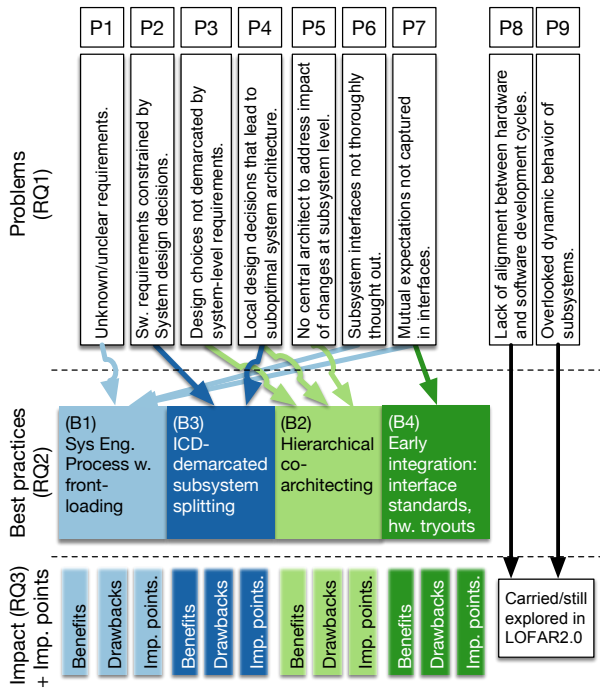 P1
P2
P3
P4
P5
P6
P7
P8
P9
Problems
(RQ1)
Unknown/unclear requirements.
Sw. requirements constrained by
System design decisions.
Design choices not demarcated by
system-level requirements.
Local design decisions that lead to
suboptimal system architecture.
No central architect to address impact
of changes at subsystem level.
Subsystem interfaces not thoroughly
thought out.
Mutual expectations not captured
in interfaces.
Lack of alignment between hardware
and software development cycles.
Overlooked dynamic behavior of
subsystems.
Best practices
(RQ2)
(B1)
Sys Eng.
Process w.
front-
loading
(B3)
ICD-
demarcated
subsystem
splitting
(B2)
Hierarchical
co-
architecting
(B4)
Early
integration:
interface
standards,
hw. tryouts
Impact (RQ3)
+ Imp. points
Benefits
Drawbacks
Imp. points.
Benefits
Drawbacks
Imp. points.
Benefits
Drawbacks
Imp. points.
Benefits
Drawbacks
Imp. points.
Carried/still
explored in
LOFAR2.0